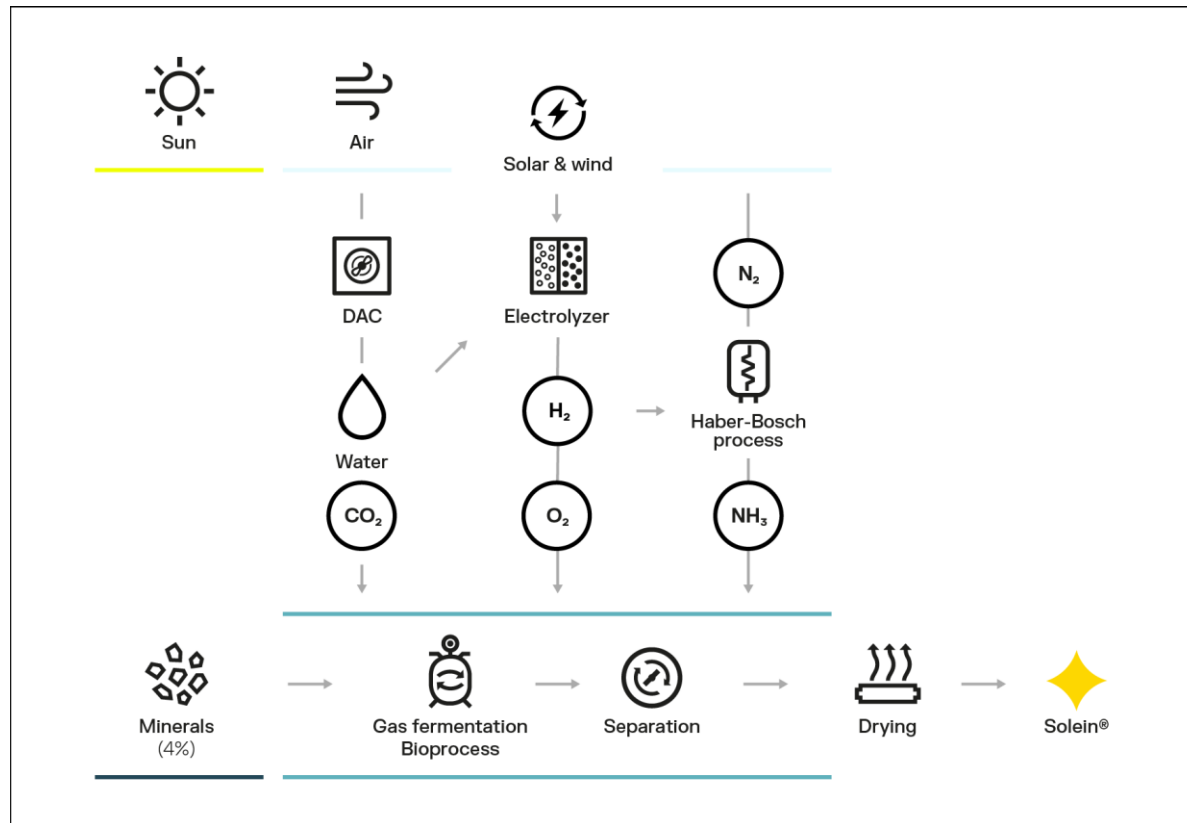 Sun
Air
Solar & wind
DAC
Electrolyzer
N₂
Water
H₂
Haber-Bosch
process
CO₂
O₂
NH₃
Minerals
(4%)
Gas fermentation
Bioprocess
Separation
Drying
Solein®